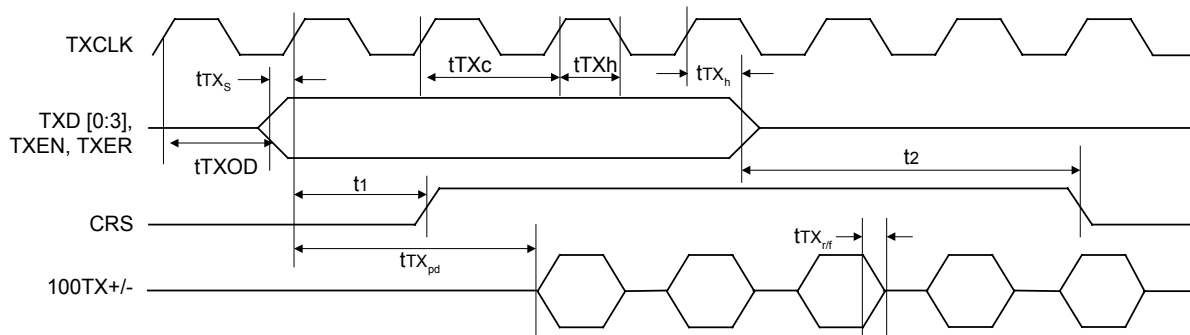 TXCLK
tTXc
tTXh
tTXh
tTXS
TXD [0:3],
TXEN, TXER
tTXOD
t1
t2
CRS
tTXr/f
tTXpd
100TX+/-